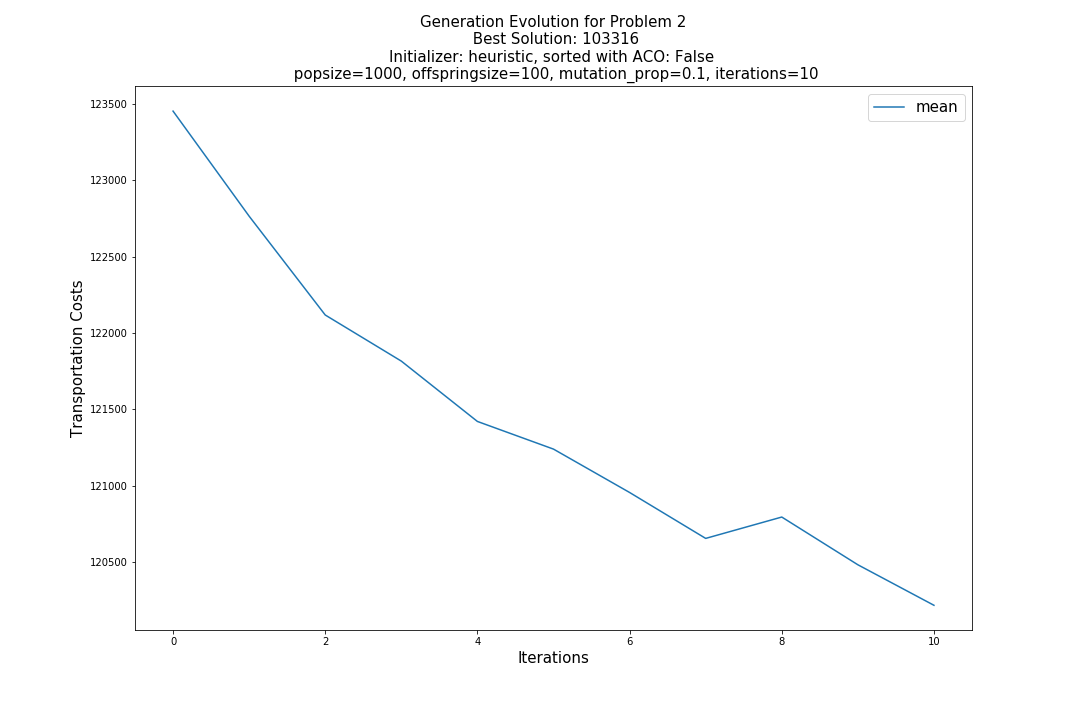 Generation Evolution for Problem 2
Best Solution: 103316
Initializer: heuristic, sorted with ACO: False
popsize=1000, offspringsize=100, mutation_prop=0.1, iterations=10
mean
123500
123000
122500
122000
121500
121000
120500
Transportation Costs
0 2 4 6 8 10
Iterations